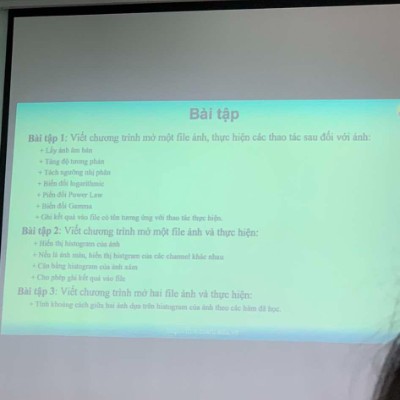 Bài tập
Bài tập 1: Viết chương trình mở một file ảnh, thực hiện các thao tác sau đối với ảnh:
+ Lấy ảnh âm bản
+ Tăng độ tương phản
+ Tách ngưỡng nhị phân
+ Biến đổi logarithmic
+ Biến đổi Power Law
+ Biến đổi Gamma
+ Ghi kết quả vào file có tên tương ứng với thao tác thực hiện.
Bài tập 2: Viết chương trình mở một file ảnh và thực hiện:
+ Hiển thị histogram của ảnh
+ Nếu là ảnh màu, hiển thị histgram của các channel khác nhau
+ Cân bằng histogram của ảnh xám
+ Cho phép ghi kết quả vào file
Bài tập 3: Viết chương trình mở hai file ảnh và thực hiện:
+ Tính khoảng cách giữa hai ảnh dựa trên histogram của ảnh theo các hàm đã học.